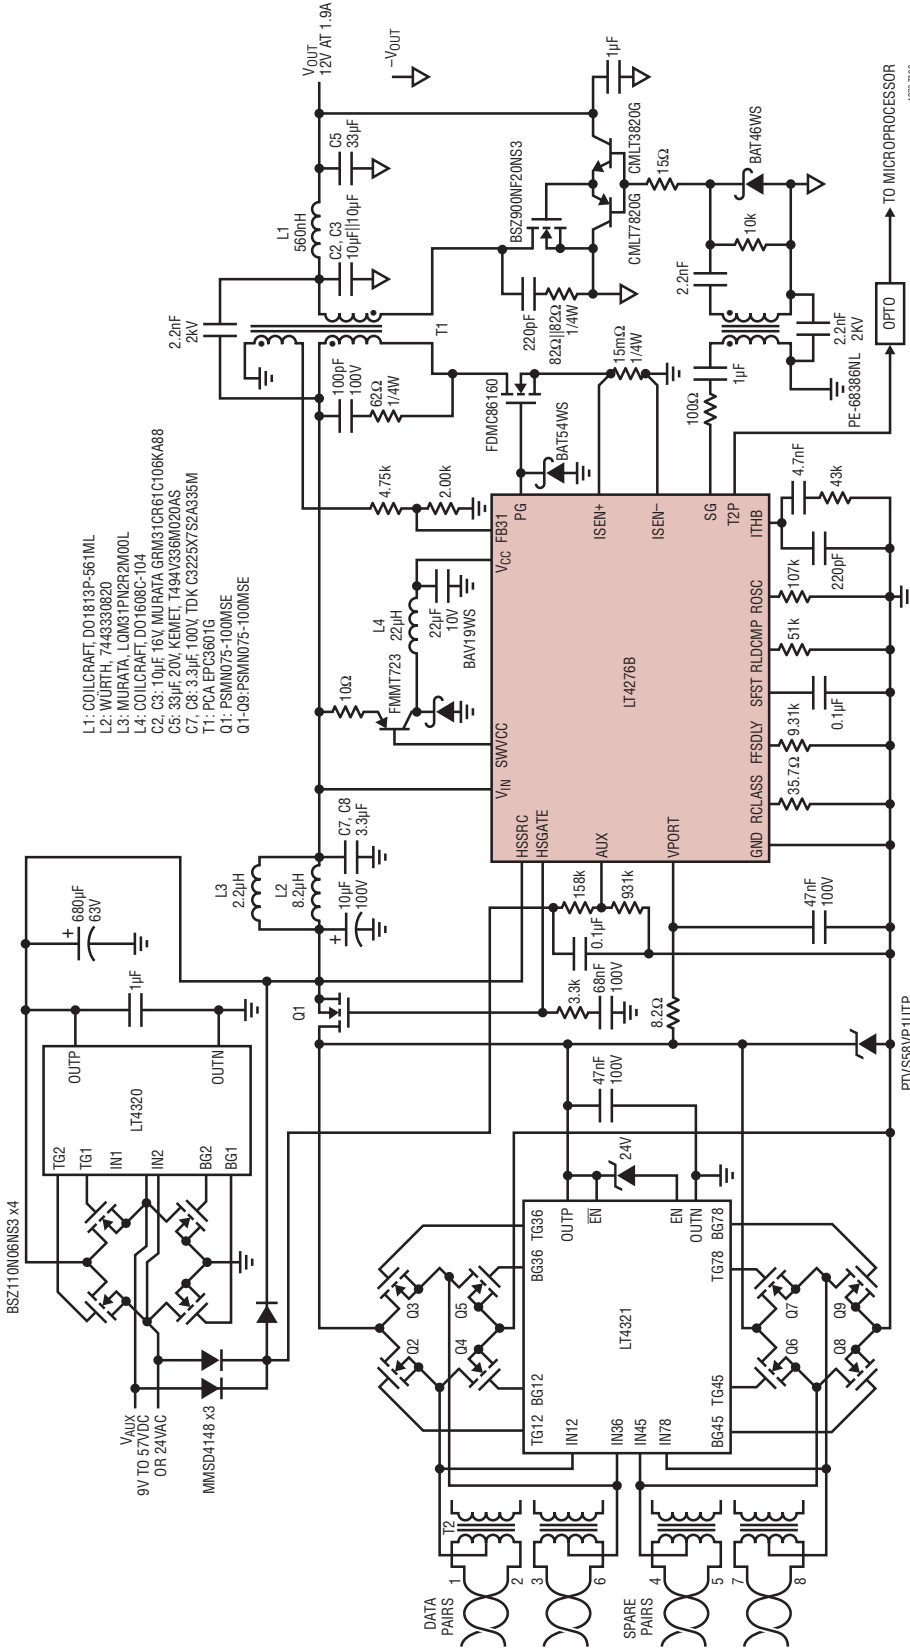 L1: COILCRAFT, DO1813P-561ML
L2: WÜRTH, 7443330820
L3: MURATA, LQM31PN2R2M00L
L4: COILCRAFT, DO1608C-104
C2, C3: 10µF, 16V, MURATA GRM31CR61C106KA88
C5: 33µF, 20V, KEMET, T494V336M020AS
C7, C8: 3.3µF, 100V, TDK C3225X7S2A335M
T1: PCA EPC3601G
Q1: PSMN075-100MSE
Q1-Q9:PSMN075-100MSE
BSZ110N06NS3 x4
TG2
TG1
IN1
IN2
BG2
BG1
LT4320
OUTP
OUTN
1µF
+
680µF
63V
VAUX
9V TO 57VDC
OR 24VAC
MMSD4148 x3
L3
2.2µH
L2
8.2µH
+
10µF
100V
C7, C8
3.3µF
Q1
10Ω
FMMT723
L4
22µH
22µF
10V
BAV19WS
4.75k
2.00k
2.2nF
2KV
100pF
100V
62Ω
1/4W
T1
L1
560nH
C2, C3
10µF||10µF
C5
33µF
VOUT
12V AT 1.9A
–VOUT
1µF
BSZ900NF20NS3
CMLT7820G
CMLT3820G
220pF
82Ω||82Ω
1/4W
15Ω
FDMC86160
BAT54WS
15mΩ
1/4W
BAT46WS
10k
2.2nF
2.2nF
2KV
PE-68386NL
100Ω
1µF
OPTO
TO MICROPROCESSOR
LT4276B
HSSRC
HSGATE
AUX
VPORT
VIN
SWVCC
VCC
FB31
PG
ISEN+
ISEN–
SG
T2P
ITHB
GND
RCLASS
FFSDLY
SFST
RLDCMP
ROSC
35.7Ω
9.31k
0.1µF
51k
107k
220pF
4.7nF
43k
158k
931k
0.1µF
3.3k
68nF
100V
8.2Ω
47nF
100V
PTVS58VP1UTP
47nF
100V
24V
LT4321
TG12
BG12
BG36
TG36
OUTP
EN
EN
OUTN
IN12
IN36
IN45
IN78
BG45
TG45
TG78
BG78
Q2
Q3
Q4
Q5
Q6
Q7
Q8
Q9
T2
DATA
PAIRS
1
2
3
6
SPARE
PAIRS
4
5
7
8